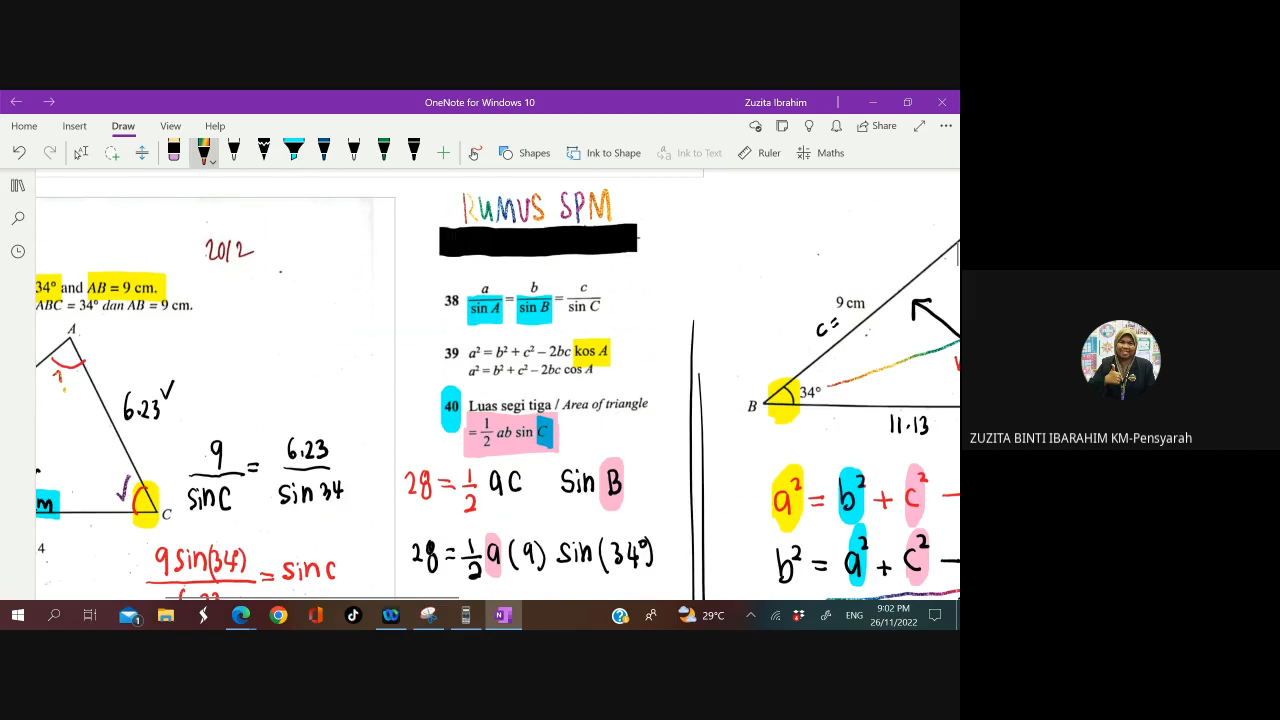 OneNote for Windows 10
Zuzita Ibrahim
Home Insert Draw View Help
Share
Shapes Ink to Shape Ink to Text Ruler Maths
RUMUS SPM
2012
34° and AB = 9 cm.
ABC = 34° dan AB = 9 cm.
A
6.23
C
m
4
9/sin C = 6.23/sin 34
9 sin(34)/6.23 = sin C
38 a/sin A = b/sin B = c/sin C
39 a² = b² + c² – 2bc kos A
a² = b² + c² – 2bc cos A
40 Luas segi tiga / Area of triangle
= 1/2 ab sin C
28 = 1/2 ac sin B
28 = 1/2 a (9) sin (34°)
9 cm
c =
34°
B
11.13
a² = b² + c² –
b² = a² + c² –
ZUZITA BINTI IBARAHIM KM-Pensyarah
1
29°C
ENG
9:02 PM
26/11/2022